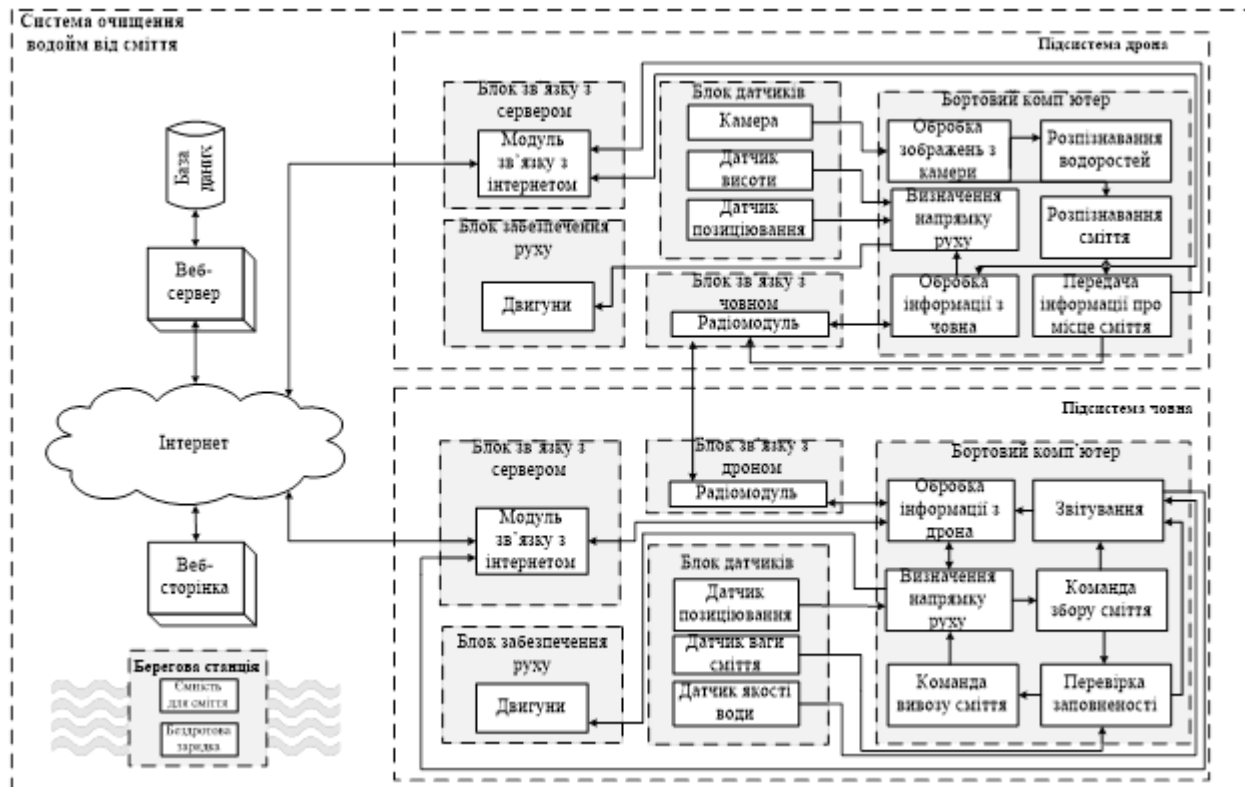 Система очищення
водойм від сміття
База
даних
Веб-
сервер
Інтернет
Веб-
сторінка
Берегова станція
Ємність
для сміття
Бездротова
зарядка
Підсистема дрона
Блок зв`язку з
сервером
Модуль
зв`язку з
інтернетом
Блок забезпечення
руху
Двигуни
Блок датчиків
Камера
Датчик
висоти
Датчик
позиціювання
Блок зв`язку з
човном
Радіомодуль
Бортовий комп`ютер
Обробка
зображень з
камери
Розпізнавання
водоростей
Визначення
напрямку
руху
Розпізнавання
сміття
Обробка
інформації з
човна
Передача
інформації про
місце сміття
Підсистема човна
Блок зв`язку з
сервером
Модуль
зв`язку з
інтернетом
Блок забезпечення
руху
Двигуни
Блок зв`язку з
дроном
Радіомодуль
Блок датчиків
Датчик
позиціювання
Датчик ваги
сміття
Датчик якості
води
Бортовий комп`ютер
Обробка
інформації з
дрона
Звітування
Визначення
напрямку
руху
Команда
збору сміття
Команда
вивозу сміття
Перевірка
заповненості